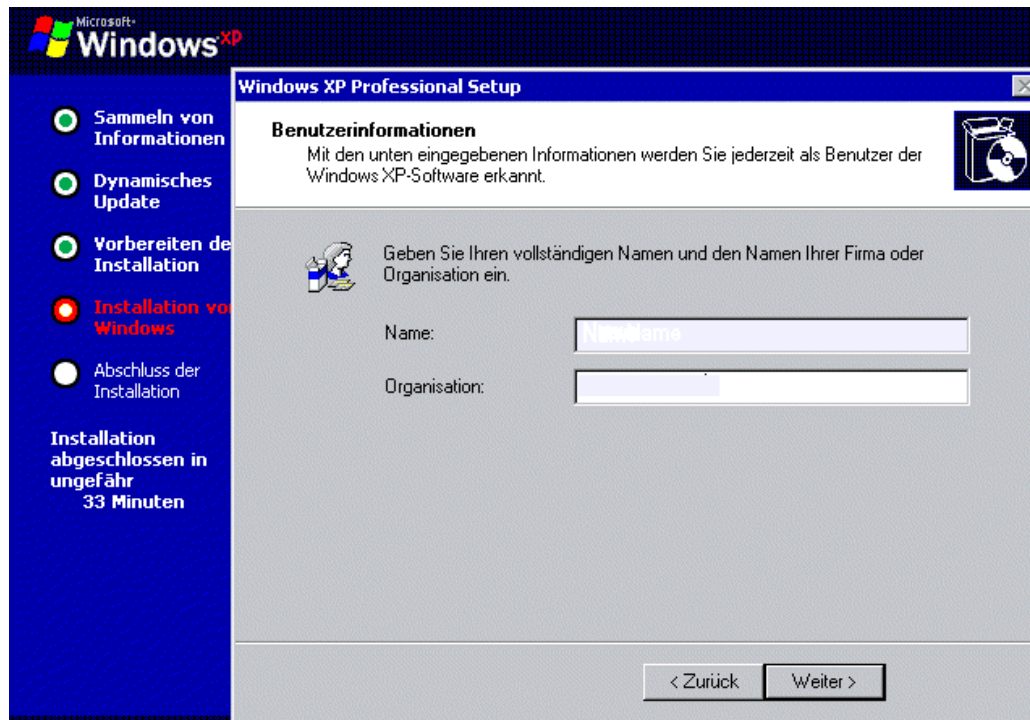 Microsoft
Windows xp
Windows XP Professional Setup
Sammeln von
Informationen
Dynamisches
Update
Vorbereiten de
Installation
Installation vo
Windows
Abschluss der
Installation
Installation
abgeschlossen in
ungefähr
33 Minuten
Benutzerinformationen
Mit den unten eingegebenen Informationen werden Sie jederzeit als Benutzer der
Windows XP-Software erkannt.
Geben Sie Ihren vollständigen Namen und den Namen Ihrer Firma oder
Organisation ein.
Name:
Organisation:
< Zurück
Weiter >